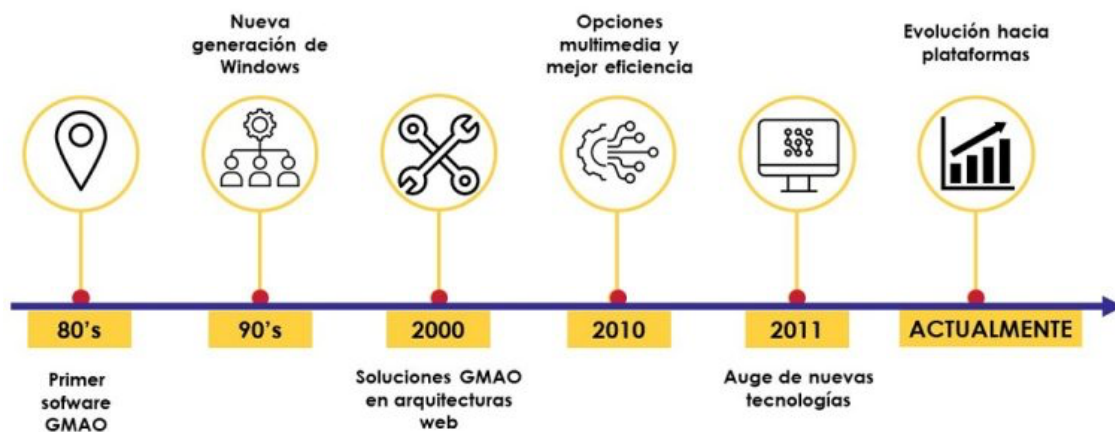 Nueva
generación de
Windows
Opciones
multimedia y
mejor eficiencia
Evolución hacia
plataformas
80's
90's
2000
2010
2011
ACTUALMENTE
Primer
sofware
GMAO
Soluciones GMAO
en arquitecturas
web
Auge de nuevas
tecnologías